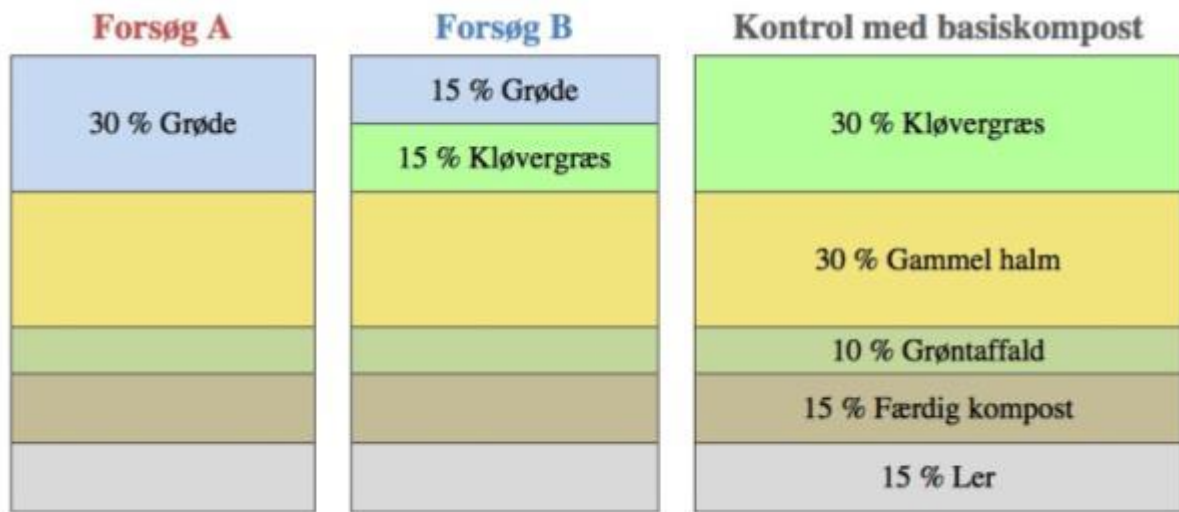 Forsøg A
Forsøg B
Kontrol med basiskompost
30 % Grøde
15 % Grøde
15 % Kløvergræs
30 % Kløvergræs
30 % Gammel halm
10 % Grøntaffald
15 % Færdig kompost
15 % Ler